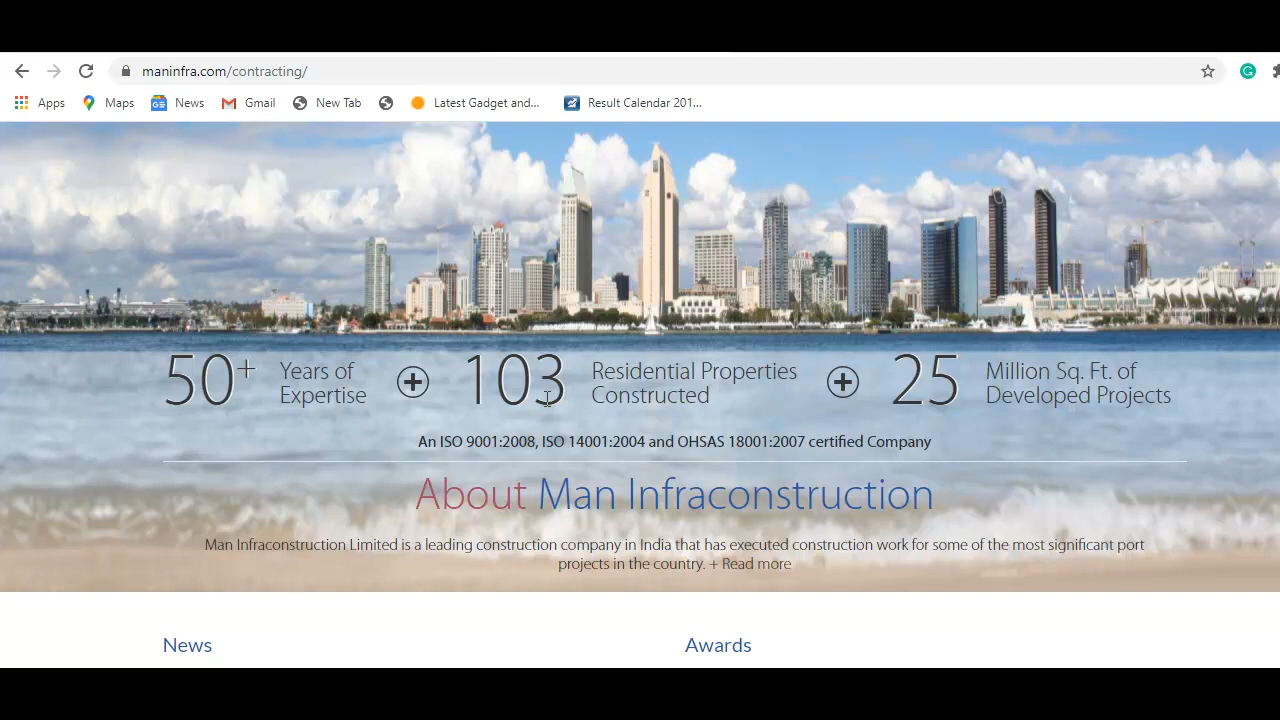 maninfra.com/contracting/
Apps Maps News Gmail New Tab Latest Gadget and... Result Calendar 201...
50+ Years of Expertise
103 Residential Properties Constructed
25 Million Sq. Ft. of Developed Projects
An ISO 9001:2008, ISO 14001:2004 and OHSAS 18001:2007 certified Company
About Man Infraconstruction
Man Infraconstruction Limited is a leading construction company in India that has executed construction work for some of the most significant port
projects in the country. + Read more
News Awards